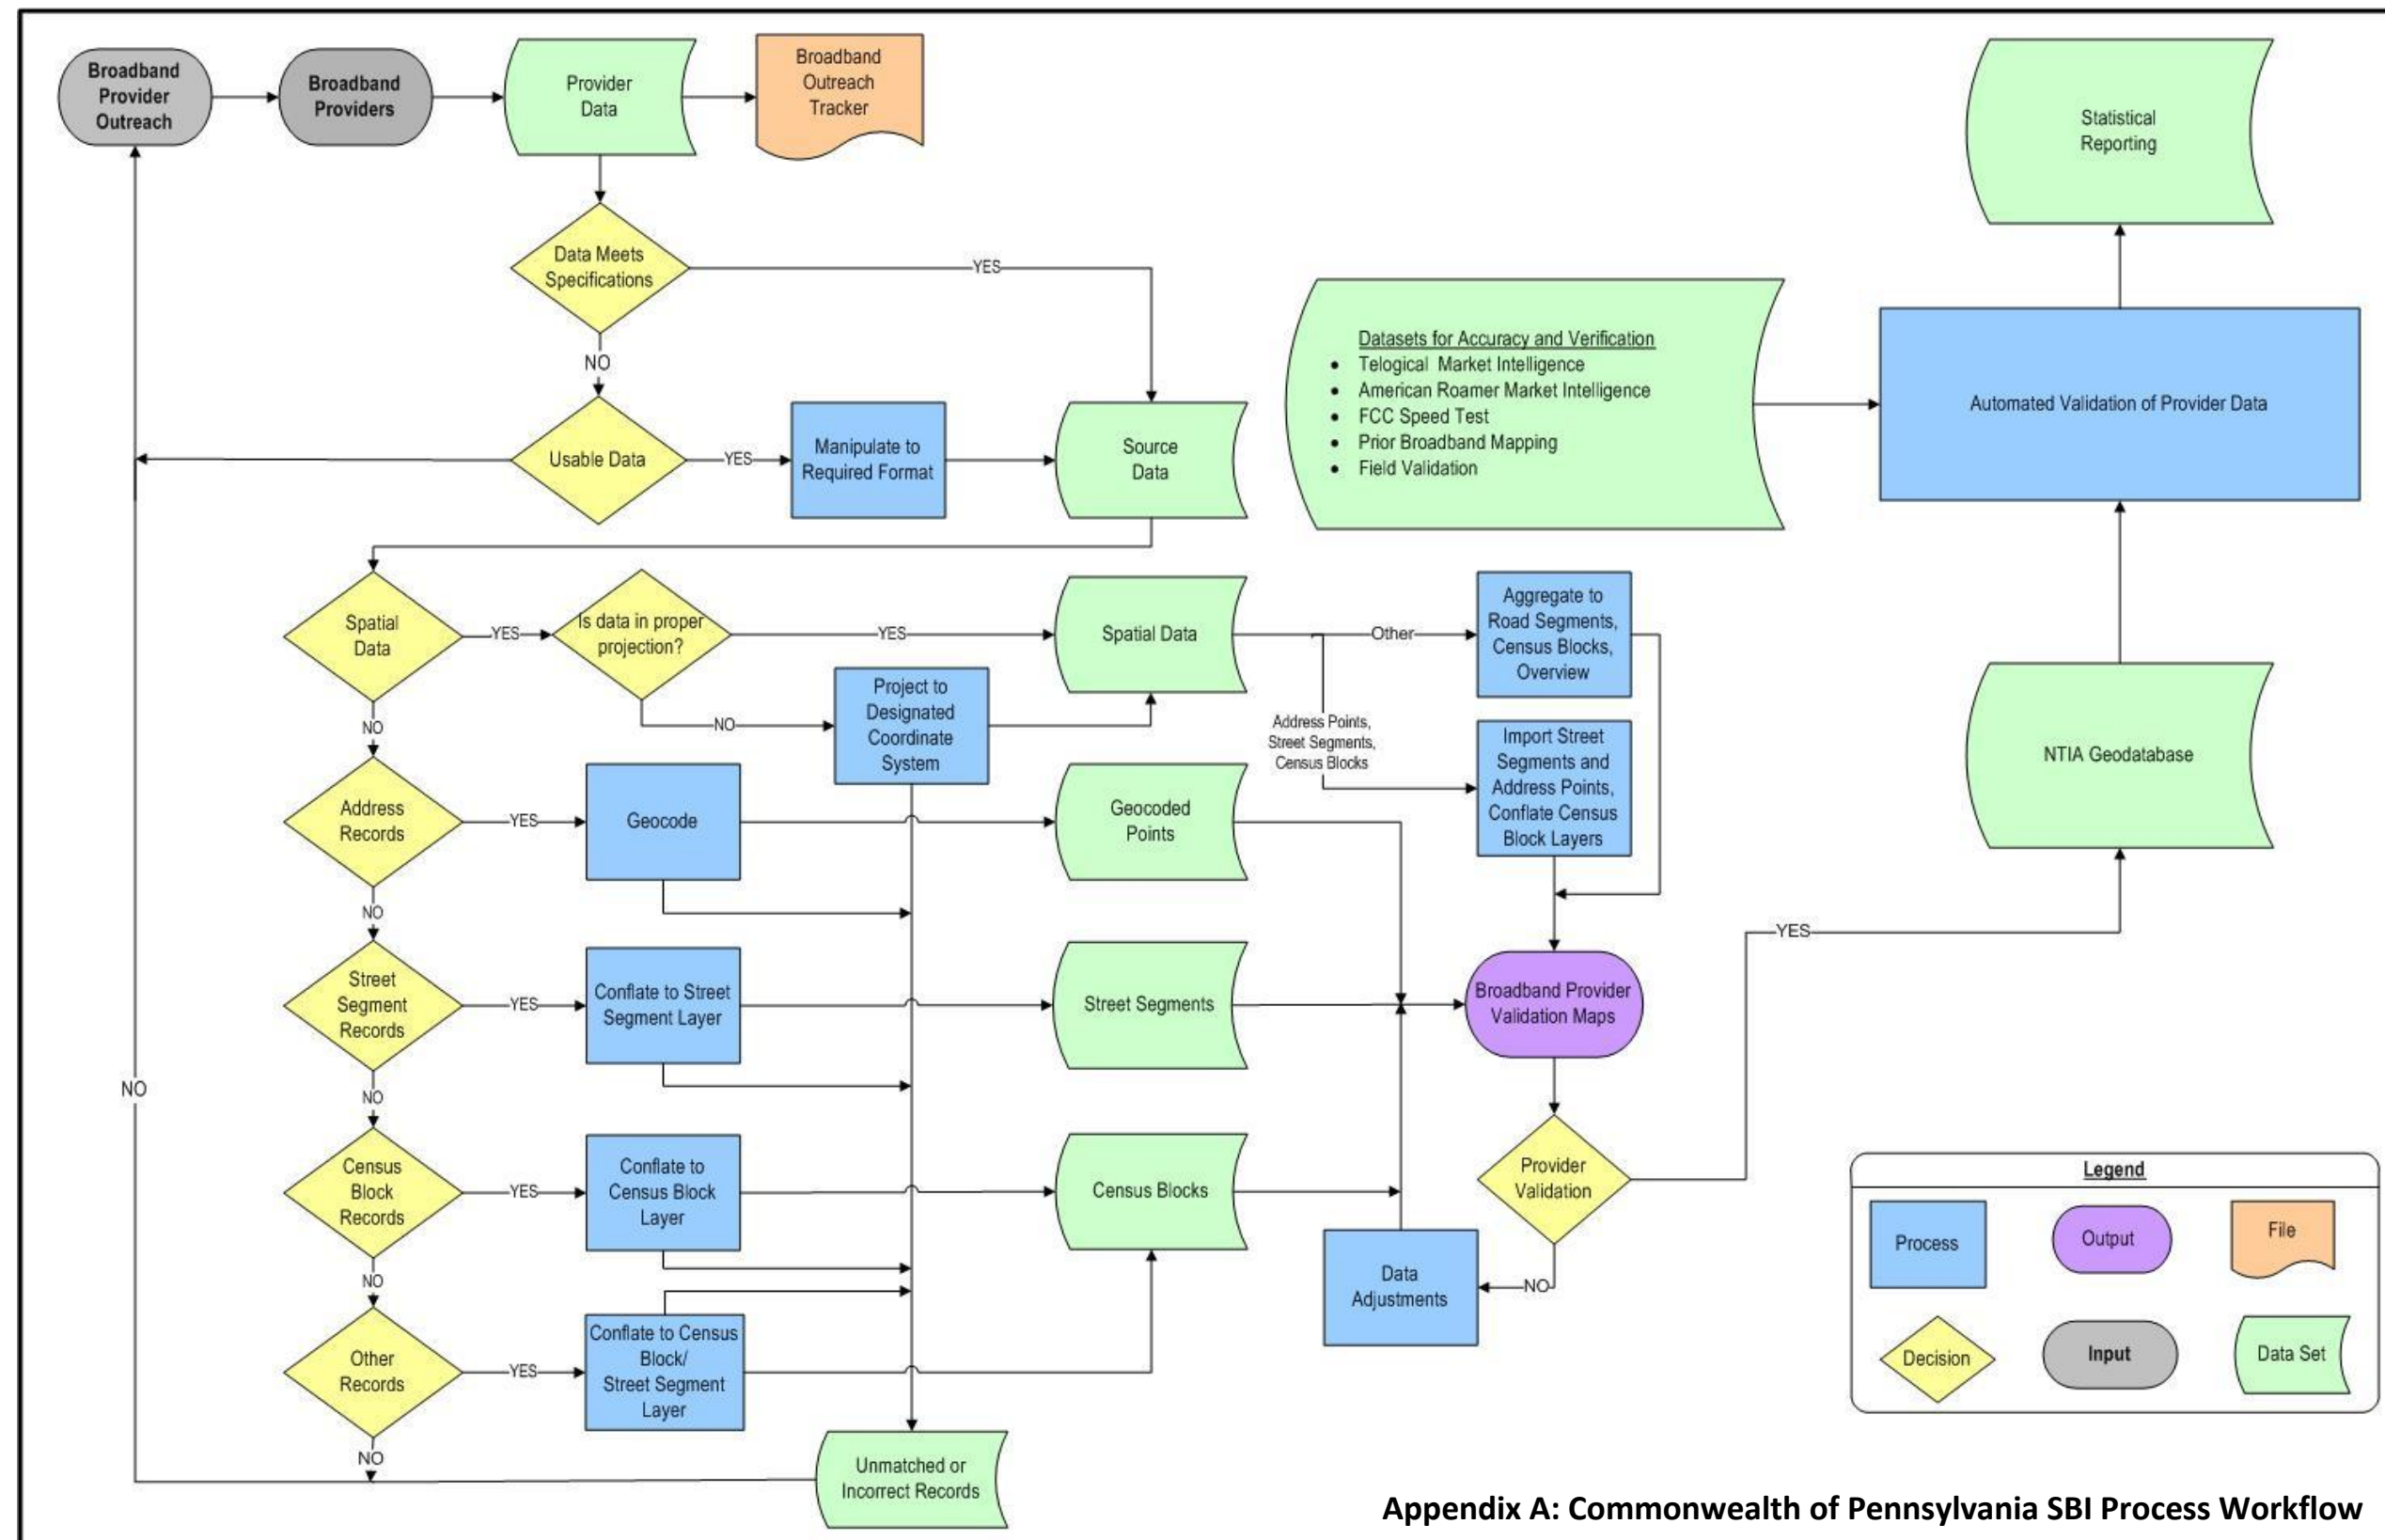 Broadband
Provider
Outreach
Broadband
Providers
Provider
Data
Broadband
Outreach
Tracker
Statistical
Reporting
Data Meets
Specifications
YES
NO
Datasets for Accuracy and Verification
• Telogical Market Intelligence
• American Roamer Market Intelligence
• FCC Speed Test
• Prior Broadband Mapping
• Field Validation
Automated Validation of Provider Data
Usable Data
YES
Manipulate to
Required Format
Source
Data
Spatial
Data
YES
Is data in proper
projection?
YES
Spatial Data
Other
Aggregate to
Road Segments,
Census Blocks,
Overview
NO
NO
Project to
Designated
Coordinate
System
Address Points,
Street Segments,
Census Blocks
Import Street
Segments and
Address Points,
Conflate Census
Block Layers
NTIA Geodatabase
Address
Records
YES
Geocode
Geocoded
Points
NO
Street
Segment
Records
YES
Conflate to Street
Segment Layer
Street Segments
Broadband Provider
Validation Maps
YES
NO
NO
Census
Block
Records
YES
Conflate to
Census Block
Layer
Census Blocks
Provider
Validation
NO
Data
Adjustments
NO
Other
Records
YES
Conflate to Census
Block/
Street Segment
Layer
NO
Unmatched or
Incorrect Records
Legend
Process
Output
File
Decision
Input
Data Set
Appendix A: Commonwealth of Pennsylvania SBI Process Workflow